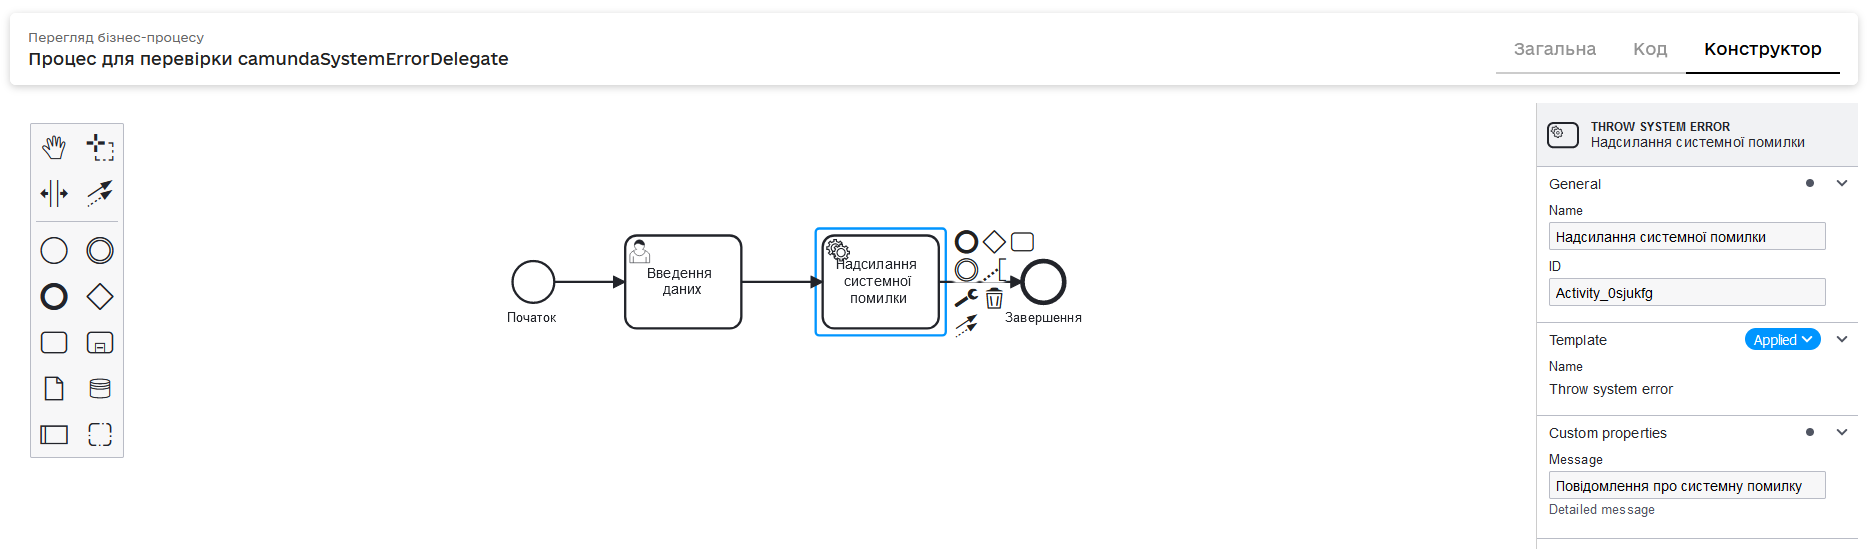 Перегляд бізнес-процесу
Процес для перевірки camundaSystemErrorDelegate
Загальна
Код
Конструктор
Початок
Введення
даних
Надсилання
системної
помилки
Завершення
THROW SYSTEM ERROR
Надсилання системної помилки
General
Name
Надсилання системної помилки
ID
Activity_0sjukfg
Template
Applied
Name
Throw system error
Custom properties
Message
Повідомлення про системну помилку
Detailed message